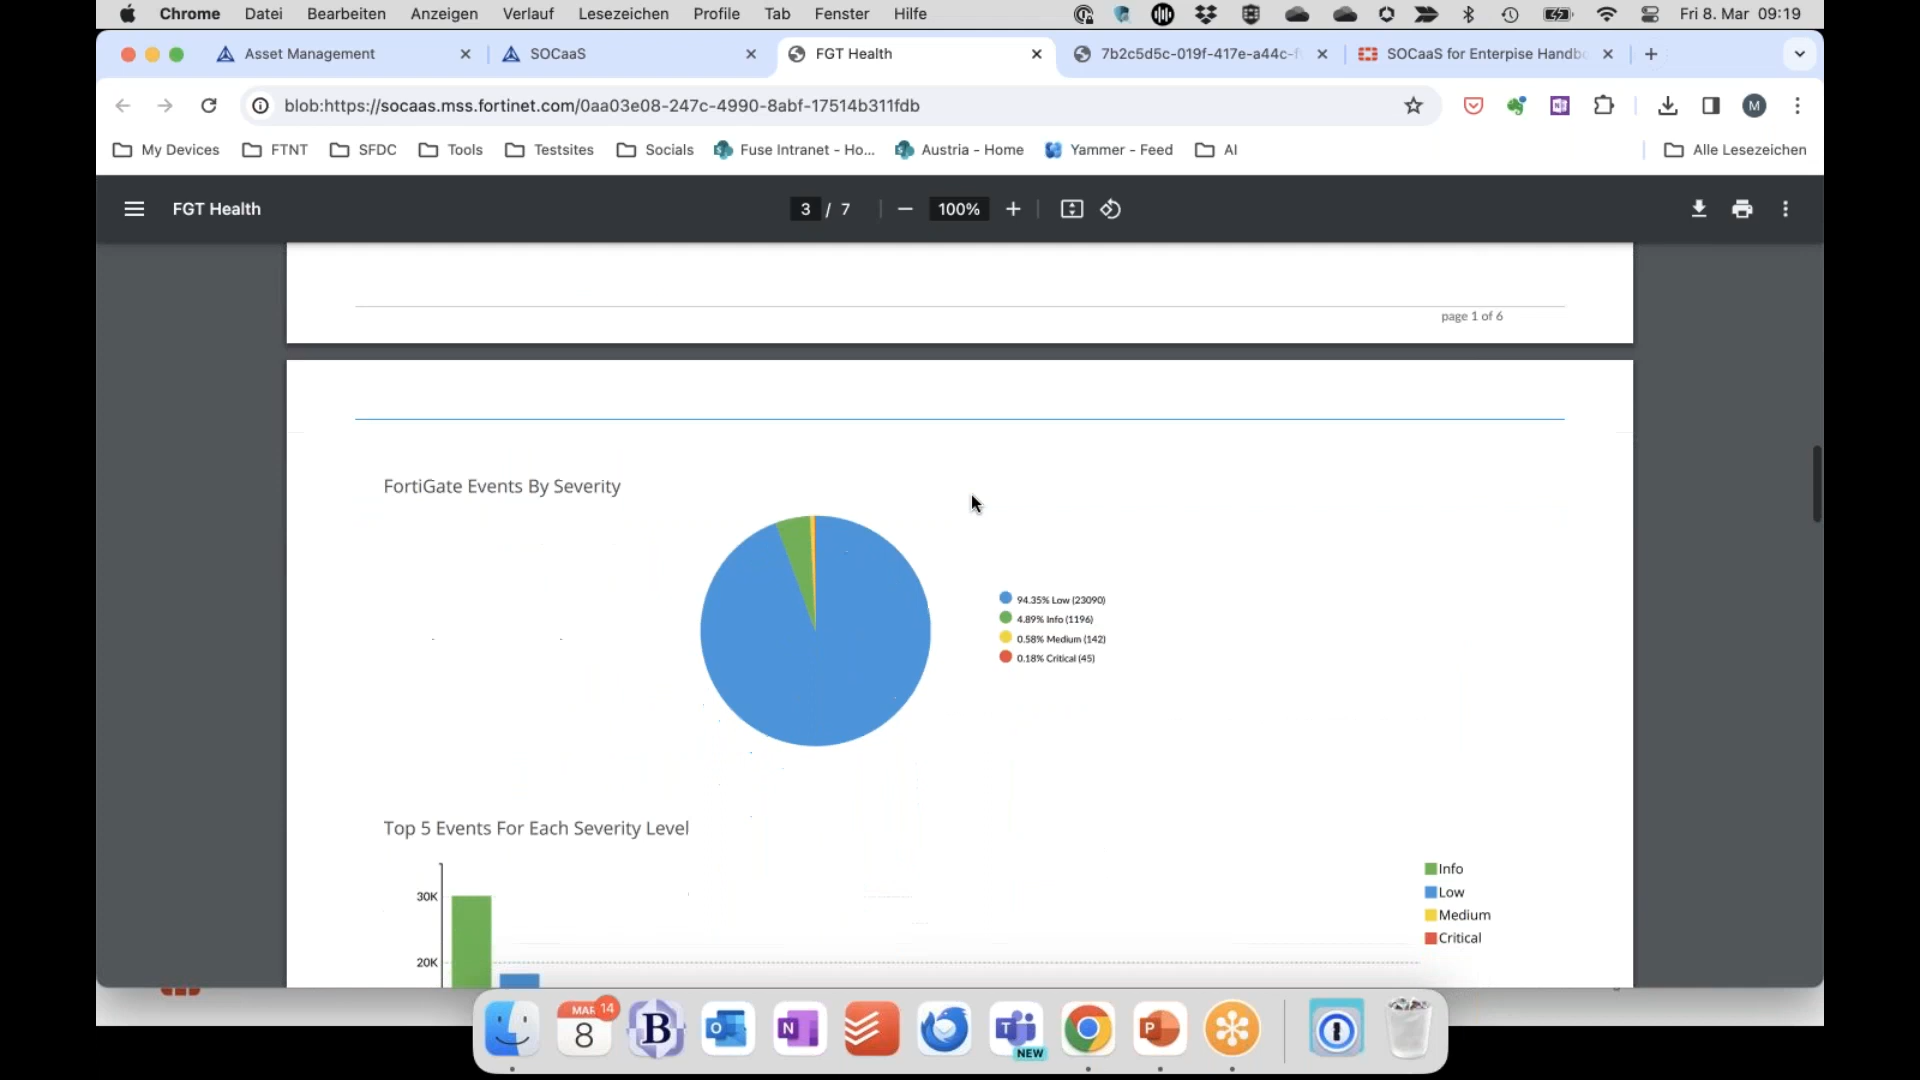 Chrome Datei Bearbeiten Anzeigen Verlauf Lesezeichen Profile Tab Fenster Hilfe Fri 8. Mar 09:19
Asset Management SOCaaS FGT Health 7b2c5d5c-019f-417e-a44c-f SOCaaS for Enterpise Handb
blob:https://socaas.mss.fortinet.com/0aa03e08-247c-4990-8abf-17514b311fdb M
My Devices FTNT SFDC Tools Testsites Socials Fuse Intranet - Ho... Austria - Home Yammer - Feed AI Alle Lesezeichen
FGT Health 3 / 7 100%
page 1 of 6
FortiGate Events By Severity
94.35% Low (23090)
4.89% Info (1196)
0.58% Medium (142)
0.18% Critical (45)
Top 5 Events For Each Severity Level
Info
30K
Low
Medium
Critical
20K
MAR 14
8 B O N T P
NEW